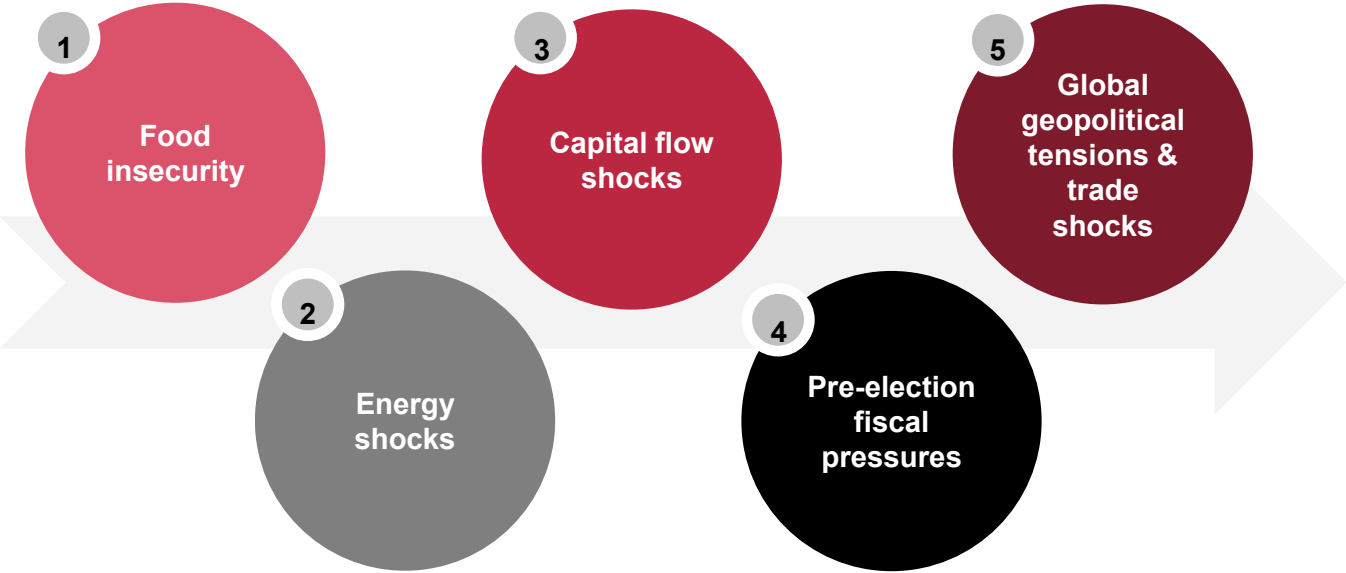 1
Food
insecurity
2
Energy
shocks
3
Capital flow
shocks
4
Pre-election
fiscal
pressures
5
Global
geopolitical
tensions &
trade
shocks